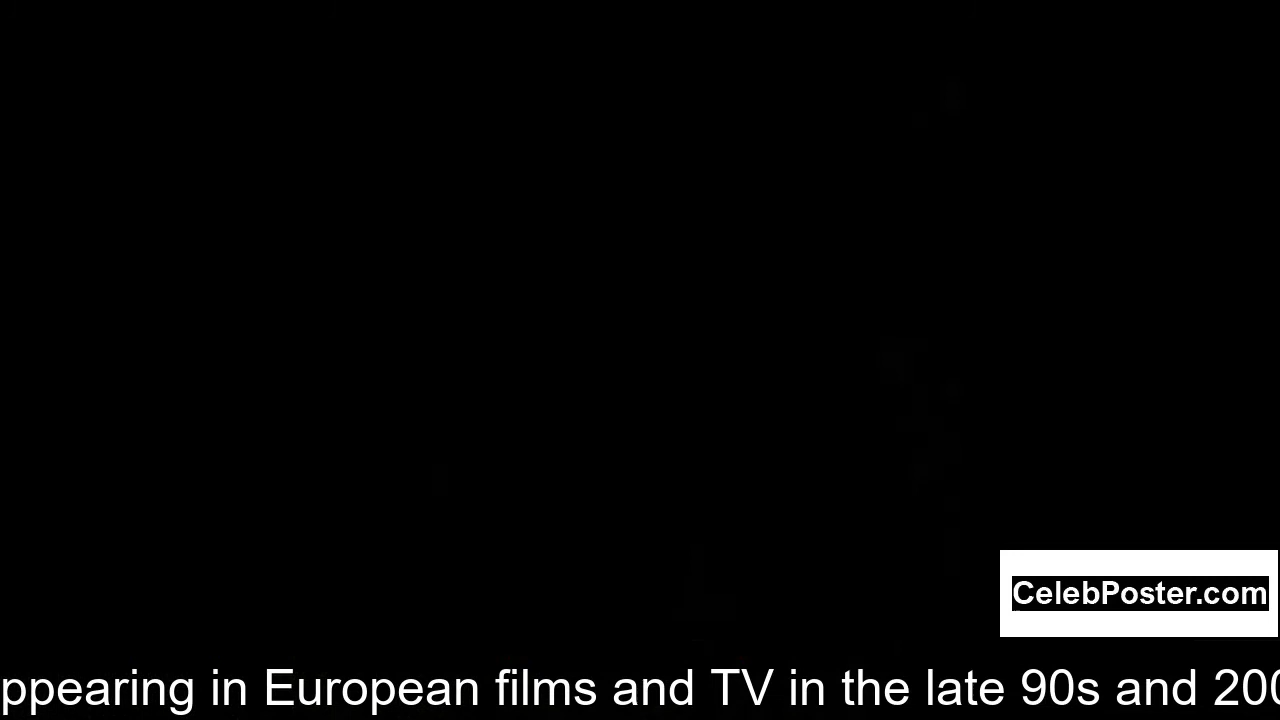 CelebPoster.com
ppearing in European films and TV in the late 90s and 200